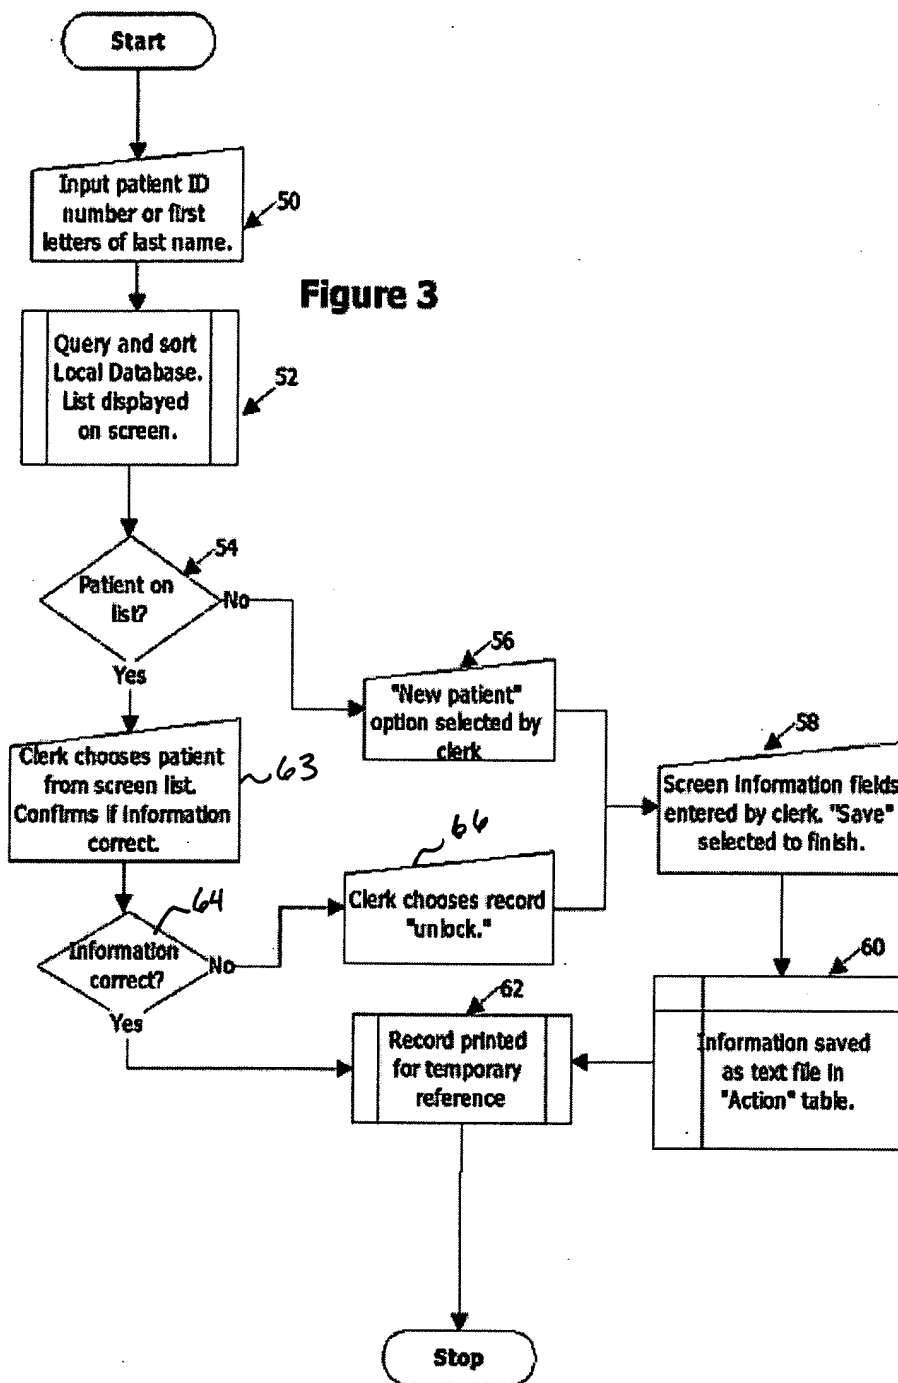 Start
Input patient ID
number or first
letters of last name.
50
Figure 3
Query and sort
Local Database.
List displayed
on screen.
52
54
Patient on
list?
No
Yes
56
"New patient"
option selected by
clerk
58
Screen information fields
entered by clerk. "Save"
selected to finish.
Clerk chooses patient
from screen list.
Confirms if information
correct.
63
66
Clerk chooses record
"unlock."
64
Information
correct?
No
Yes
60
Information saved
as text file in
"Action" table.
62
Record printed
for temporary
reference
Stop